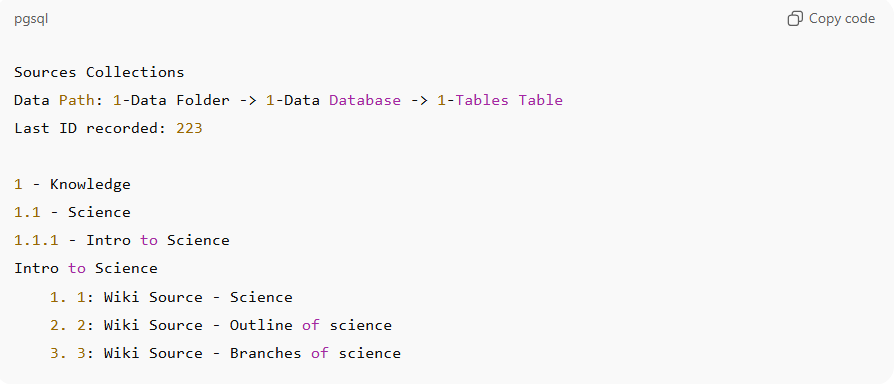 pgsql
Copy code
Sources Collections
Data Path: 1-Data Folder -> 1-Data Database -> 1-Tables Table
Last ID recorded: 223
1 - Knowledge
1.1 - Science
1.1.1 - Intro to Science
Intro to Science
1. 1: Wiki Source - Science
2. 2: Wiki Source - Outline of science
3. 3: Wiki Source - Branches of science